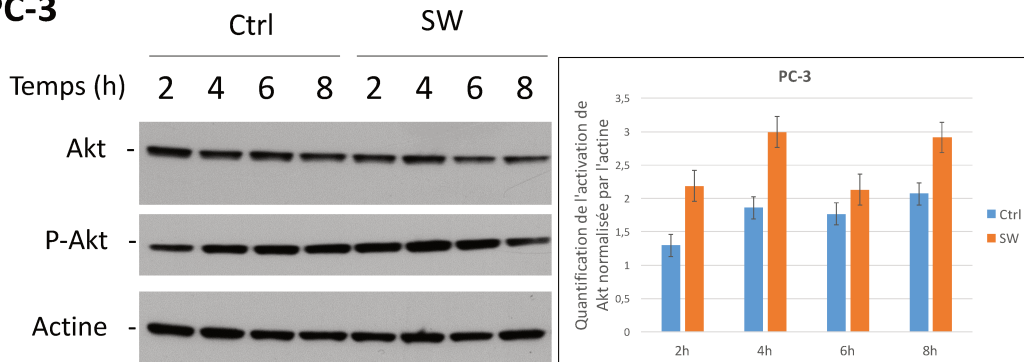 PC-3
Ctrl
SW
Temps (h) 2 4 6 8 2 4 6 8
Akt -
P-Akt -
Actine -
PC-3
Quantification de l'activation de
Akt normalisée par l'actine
3,5
3
2,5
2
1,5
1
0,5
0
2h 4h 6h 8h
Ctrl
SW